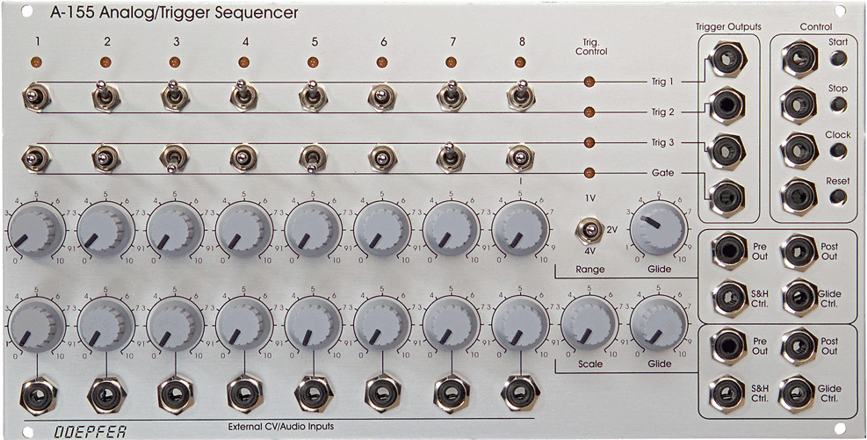 A-155 Analog/Trigger Sequencer
Trigger Outputs
Control
1 2 3 4 5 6 7 8
Trig.
Control
Start
Trig 1
Stop
Trig 2
Clock
Trig 3
Reset
Gate
1V
2V
4V
Range
Glide
Pre
Out
Post
Out
S&H
Ctrl.
Glide
Ctrl.
Scale
Glide
Pre
Out
Post
Out
S&H
Ctrl.
Glide
Ctrl.
External CV/Audio Inputs
DOEPFER